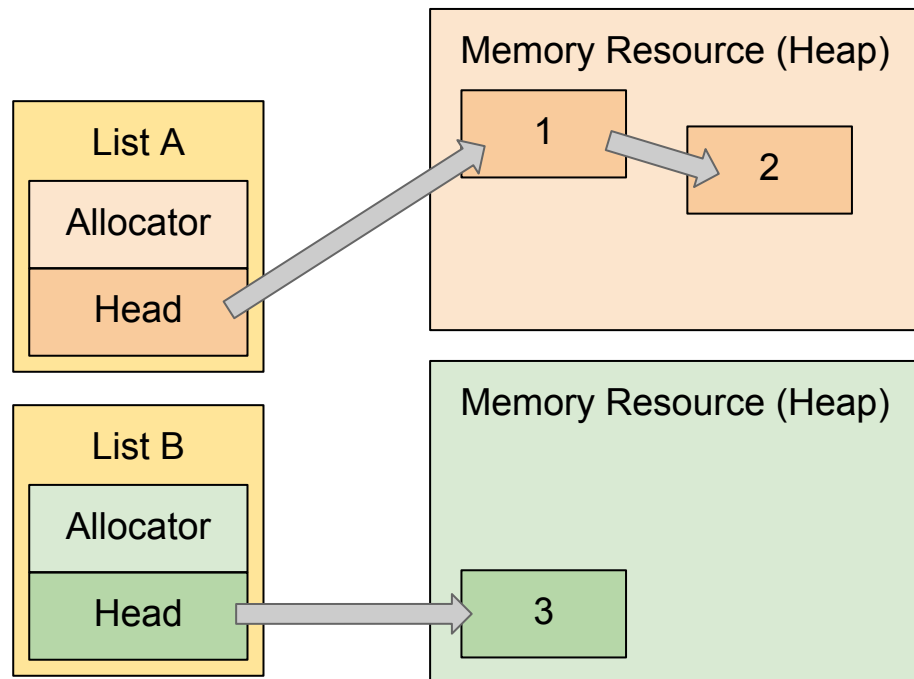 Memory Resource (Heap)
List A
1
2
Allocator
Head
Memory Resource (Heap)
List B
Allocator
Head
3